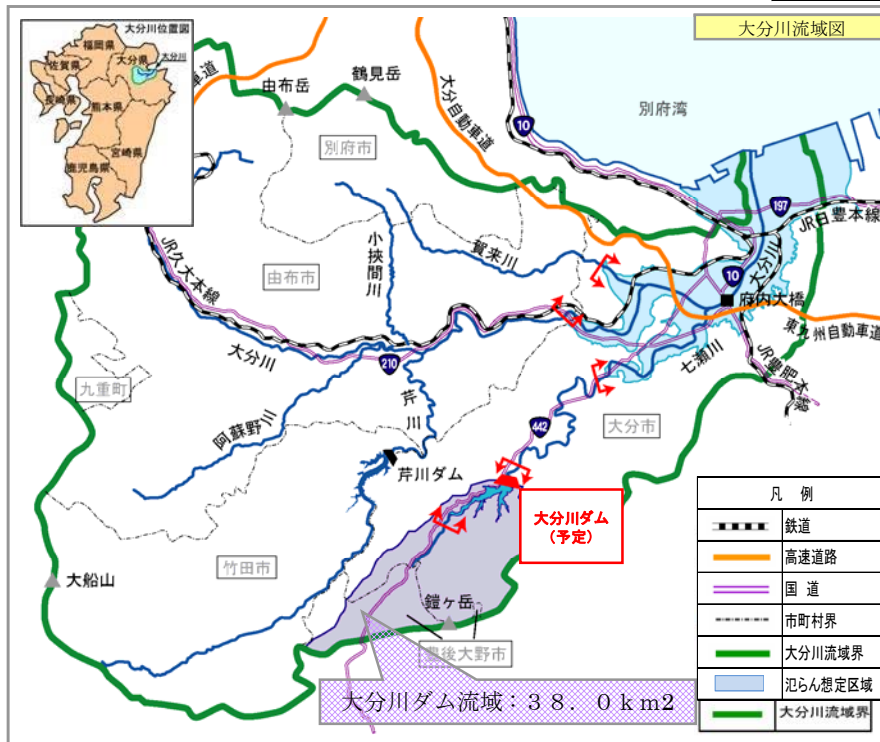 大分川流域図
大分川位置図
福岡県
大分県
大分川
佐賀県
長崎県
熊本県
宮崎県
鹿児島県
車道
由布岳
鶴見岳
大分自動車道
10
別府湾
別府市
197
JR日豊本線
小挾間川
賀来川
10
大分川
由布市
JR久大本線
府内大橋
東九州自動車道
大分川
210
七瀬川
JR豊肥本線
九重町
芹川
阿蘇野川
442
大分市
芹川ダム
大分川ダム
(予定)
竹田市
大船山
鎧ヶ岳
豊後大野市
大分川ダム流域:38.0km2
凡 例
鉄道
高速道路
国 道
市町村界
大分川流域界
氾らん想定区域
大分川流域界